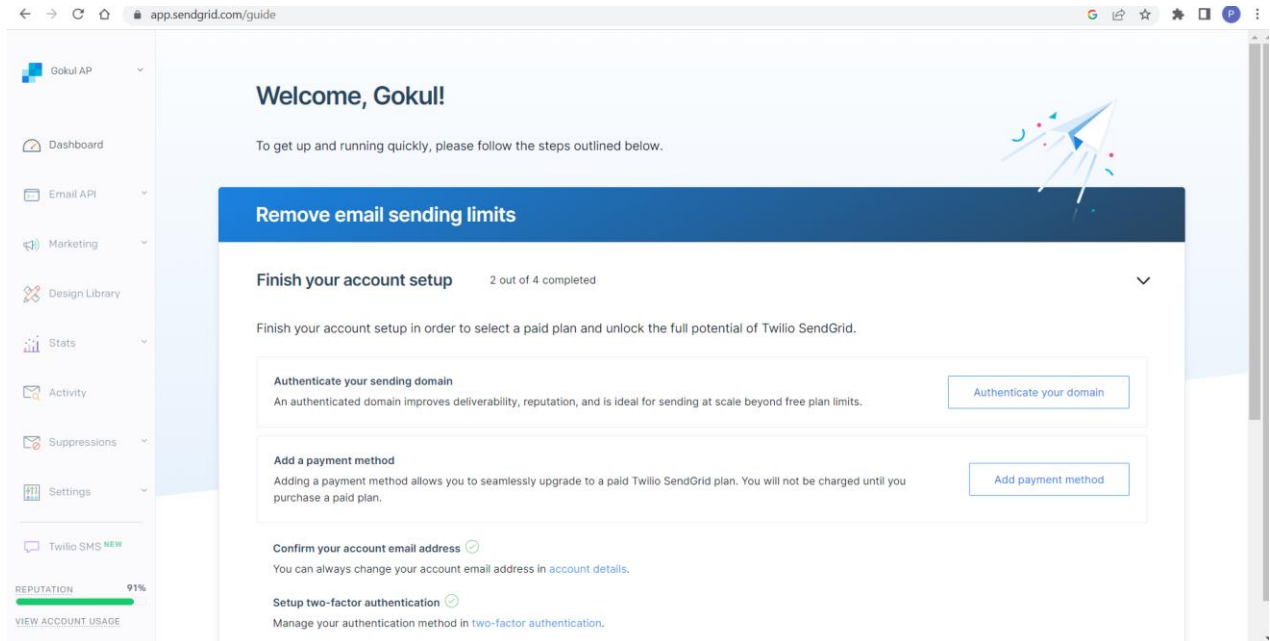 app.sendgrid.com/guide
G
P
Gokul AP
Dashboard
Email API
Marketing
Design Library
Stats
Activity
Suppressions
Settings
Twilio SMS NEW
REPUTATION 91%
VIEW ACCOUNT USAGE
Welcome, Gokul!
To get up and running quickly, please follow the steps outlined below.
Remove email sending limits
Finish your account setup 2 out of 4 completed
Finish your account setup in order to select a paid plan and unlock the full potential of Twilio SendGrid.
Authenticate your sending domain
An authenticated domain improves deliverability, reputation, and is ideal for sending at scale beyond free plan limits.
Authenticate your domain
Add a payment method
Adding a payment method allows you to seamlessly upgrade to a paid Twilio SendGrid plan. You will not be charged until you
purchase a paid plan.
Add payment method
Confirm your account email address
You can always change your account email address in account details.
Setup two-factor authentication
Manage your authentication method in two-factor authentication.